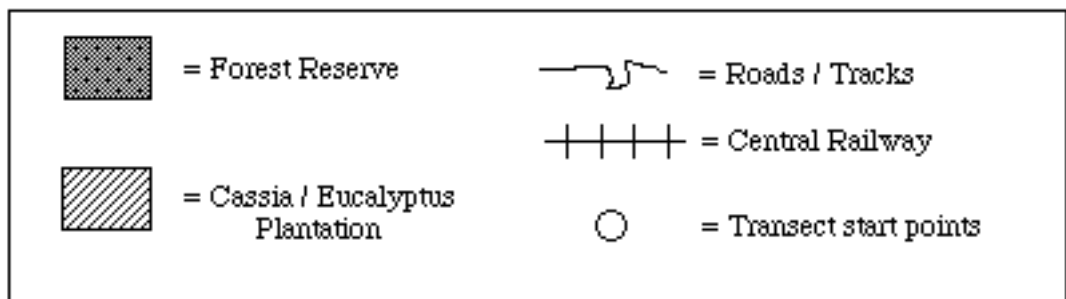 = Forest Reserve
= Roads / Tracks
= Central Railway
= Cassia / Eucalyptus
Plantation
= Transect start points